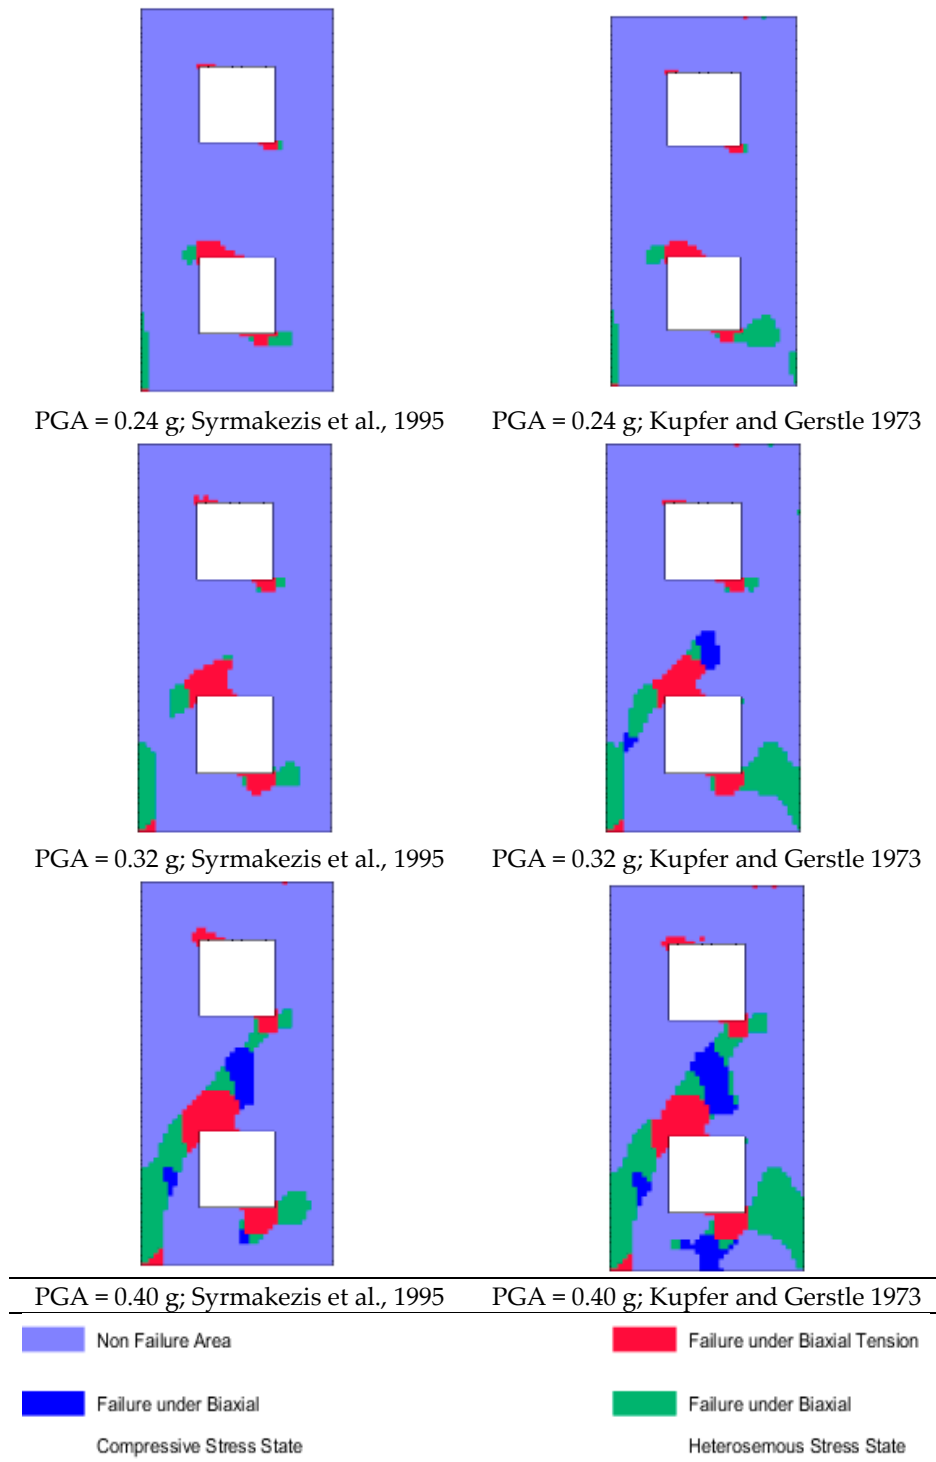 PGA = 0.24 g; Syrmakezis et al., 1995 PGA = 0.24 g; Kupfer and Gerstle 1973
PGA = 0.32 g; Syrmakezis et al., 1995 PGA = 0.32 g; Kupfer and Gerstle 1973
PGA = 0.40 g; Syrmakezis et al., 1995 PGA = 0.40 g; Kupfer and Gerstle 1973
Non Failure Area
Failure under Biaxial Tension
Failure under Biaxial
Compressive Stress State
Failure under Biaxial
Heterosemous Stress State